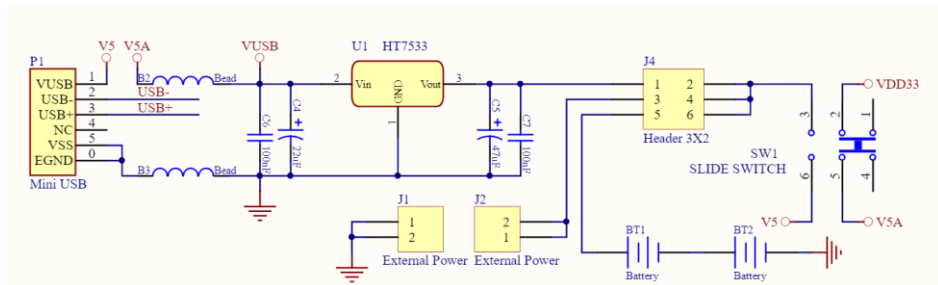 P1
VUSB
USB-
USB+
NC
VSS
EGND
1
2
3
4
5
0
Mini USB
V5
V5A
B2
Bead
USB-
USB+
B3
Bead
VUSB
C6
100nF
C4
+
22uF
U1
HT7533
2
Vin
GND
Vout
3
1
C5
+
47uF
C7
100nF
J1
1
2
External Power
J2
2
1
External Power
J4
1 2
3 4
5 6
Header 3X2
BT1
Battery
BT2
Battery
SW1
SLIDE SWITCH
3
6
V5
VDD33
2
1
5
4
V5A